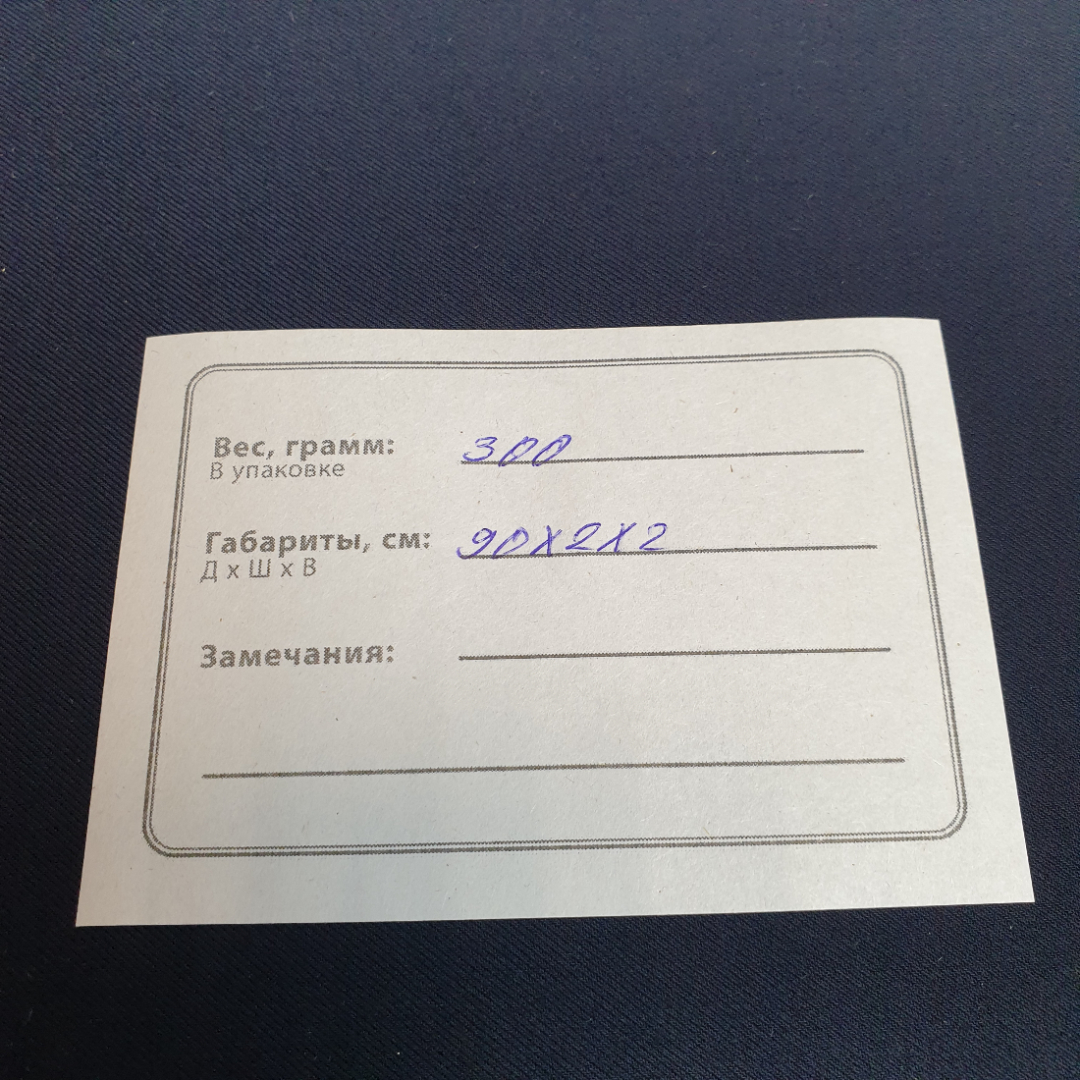 Вес, грамм: 300
В упаковке
Габариты, см: 90х2х2
Д х Ш х В
Замечания: